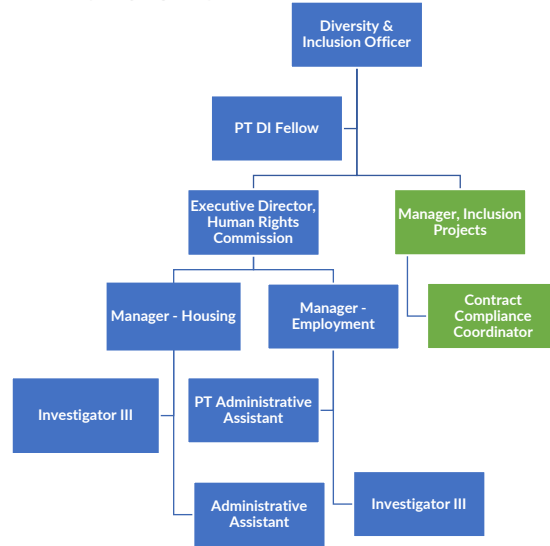 Diversity &
Inclusion Officer
PT DI Fellow
Executive Director,
Human Rights
Commission
Manager, Inclusion
Projects
Manager - Housing
Manager -
Employment
Contract
Compliance
Coordinator
Investigator III
PT Administrative
Assistant
Administrative
Assistant
Investigator III